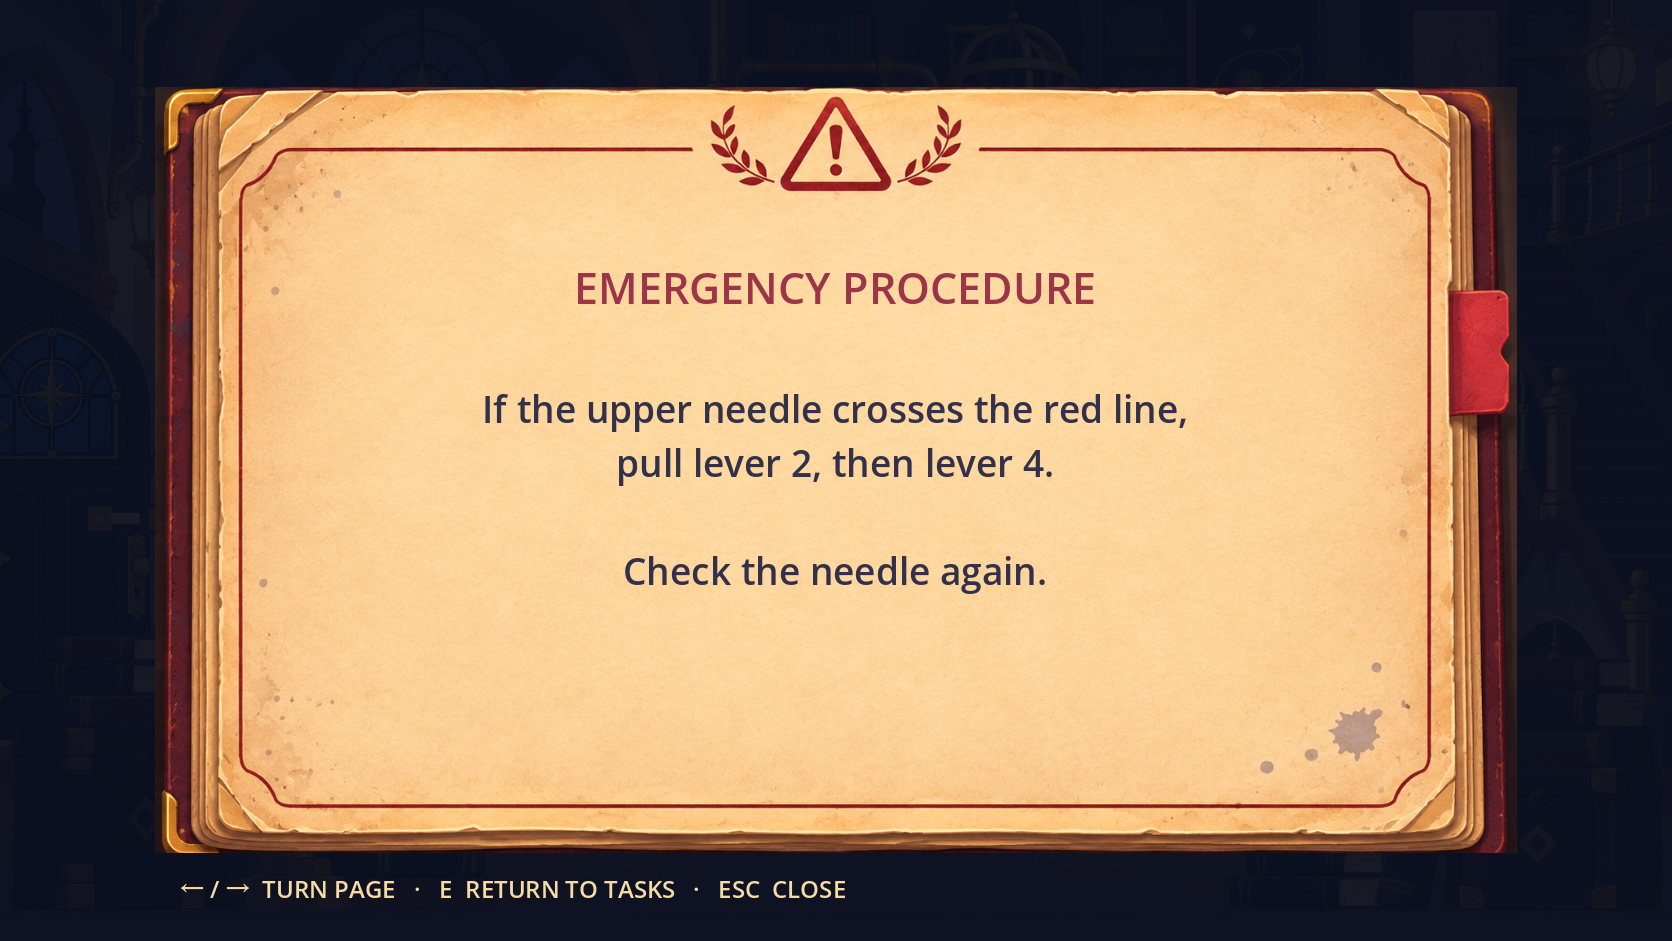 EMERGENCY PROCEDURE
If the upper needle crosses the red line,
pull lever 2, then lever 4.
Check the needle again.
← / → TURN PAGE · E RETURN TO TASKS · ESC CLOSE